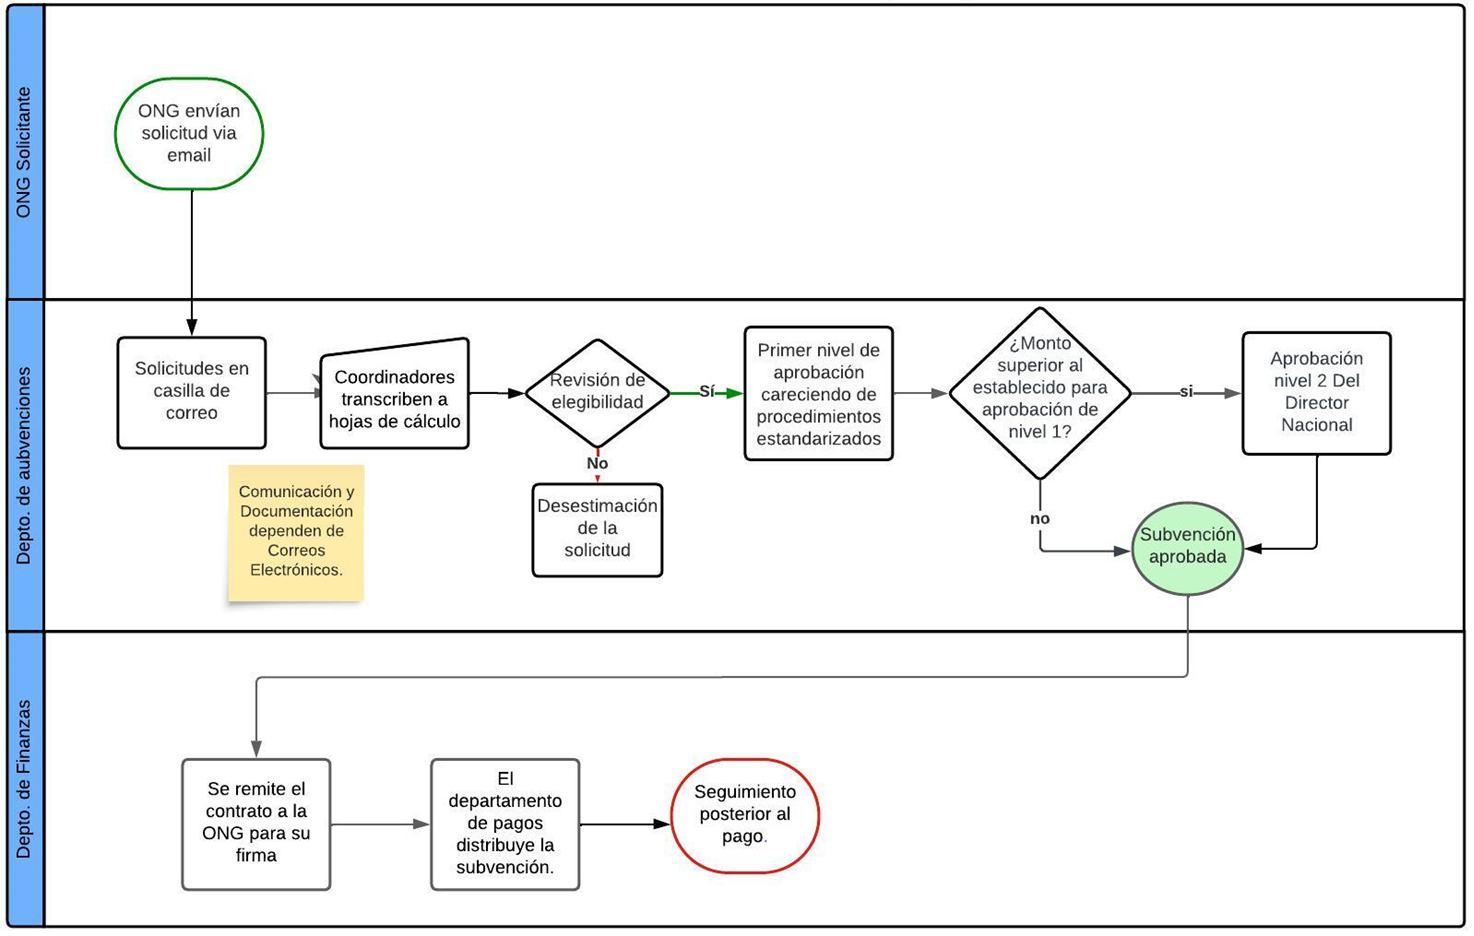 ONG Solicitante
ONG envían
solicitud via
email
Depto. de aubvenciones
Solicitudes en
casilla de
correo
Coordinadores
transcriben a
hojas de cálculo
Comunicación y
Documentación
dependen de
Correos
Electrónicos.
Revisión de
elegibilidad
Sí
No
Desestimación
de la
solicitud
Primer nivel de
aprobación
careciendo de
procedimientos
estandarizados
¿Monto
superior al
establecido para
aprobación de
nivel 1?
si
no
Aprobación
nivel 2 Del
Director
Nacional
Subvención
aprobada
Depto. de Finanzas
Se remite el
contrato a la
ONG para su
firma
El
departamento
de pagos
distribuye la
subvención.
Seguimiento
posterior al
pago.